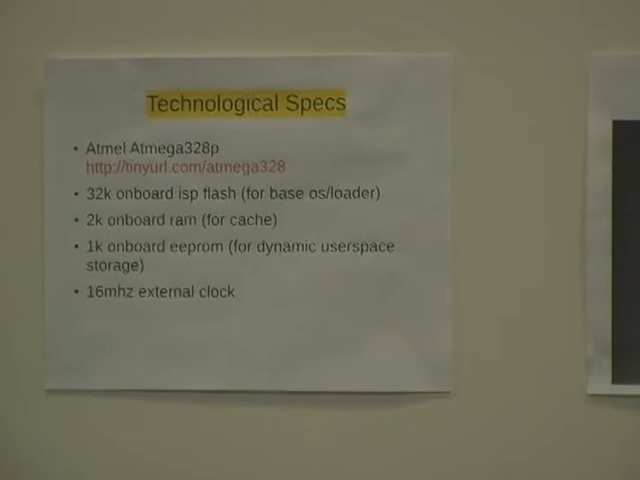 Technological Specs
• Atmel Atmega328p
http://tinyurl.com/atmega328
• 32k onboard isp flash (for base os/loader)
• 2k onboard ram (for cache)
• 1k onboard eeprom (for dynamic userspace
storage)
• 16mhz external clock